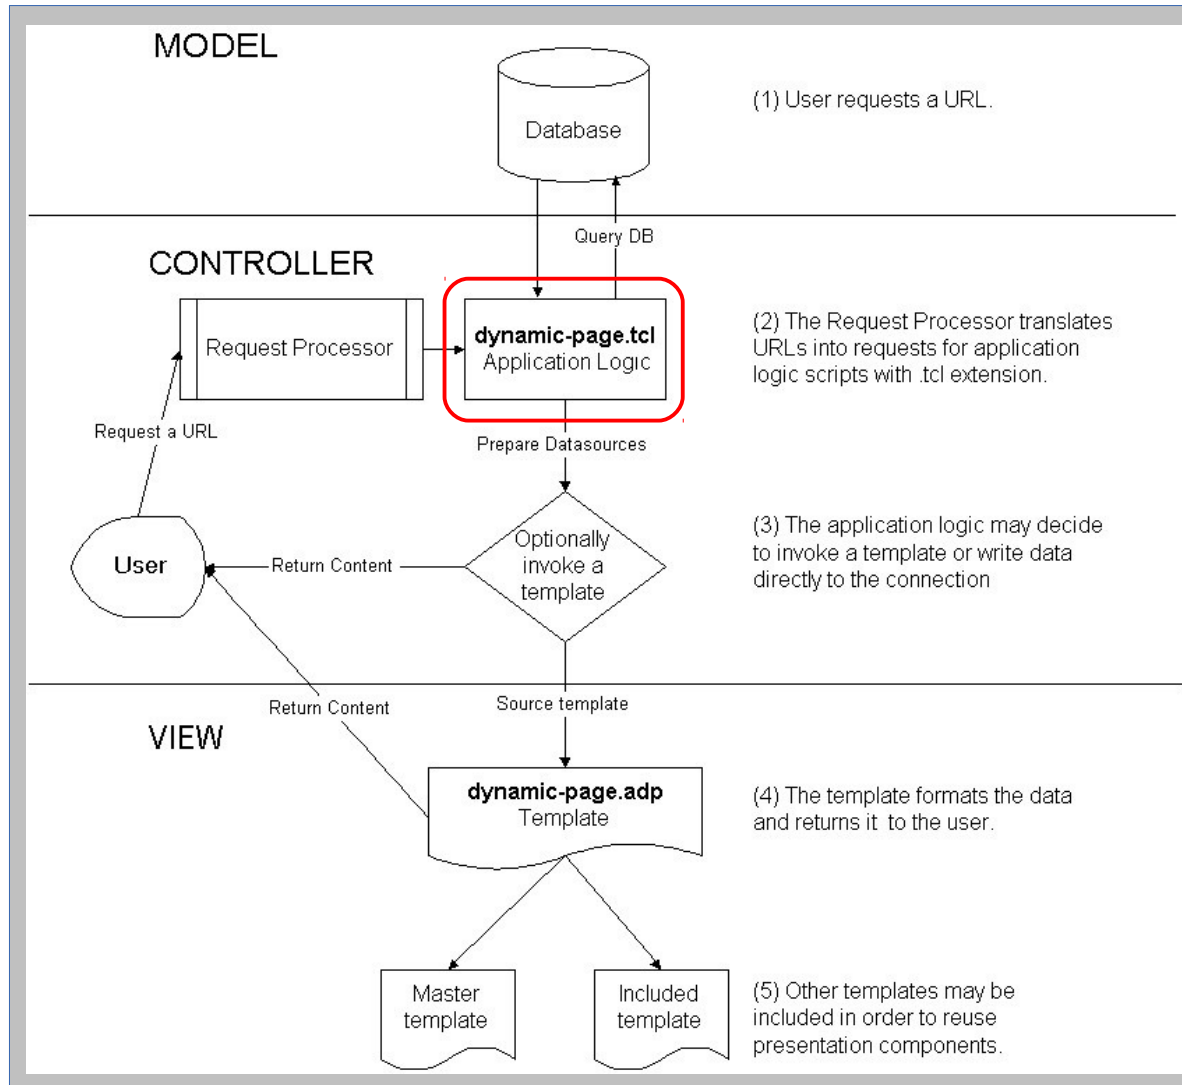 MODEL
Database
(1) User requests a URL.
Query DB
CONTROLLER
Request Processor
dynamic-page.tcl
Application Logic
(2) The Request Processor translates
URLs into requests for application
logic scripts with .tcl extension.
Request a URL
Prepare Datasources
User
Return Content
Optionally
invoke a
template
(3) The application logic may decide
to invoke a template or write data
directly to the connection
Return Content
Source template
VIEW
dynamic-page.adp
Template
(4) The template formats the data
and returns it to the user.
Master
template
Included
template
(5) Other templates may be
included in order to reuse
presentation components.